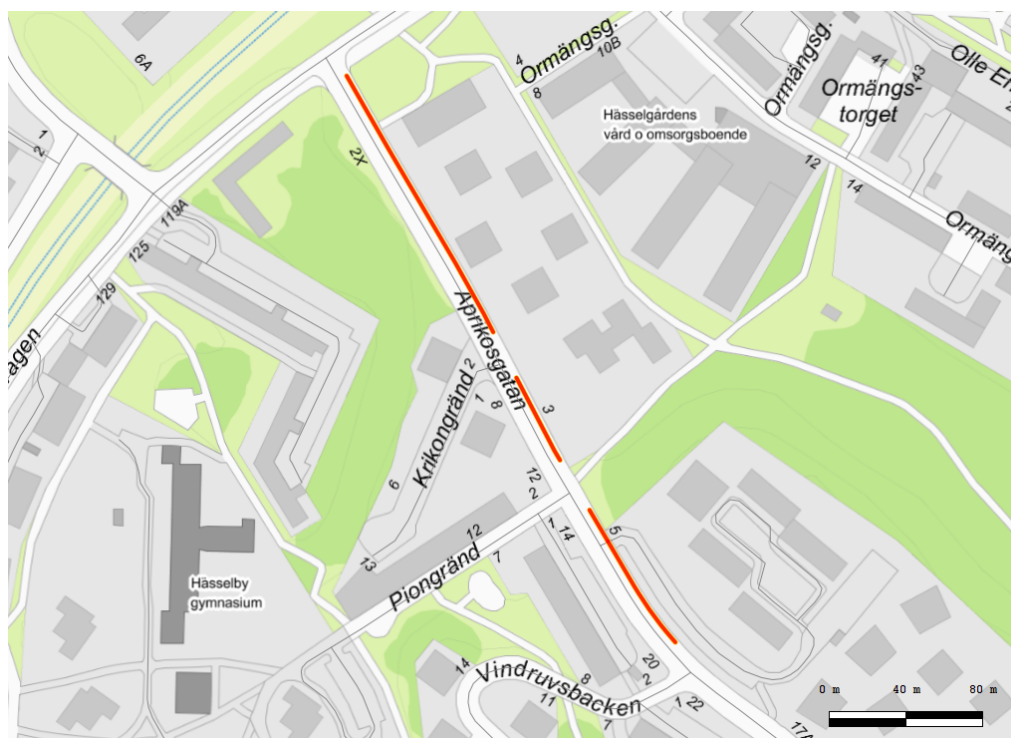 6A
4
Ormängsg.
10B
8
Ormängsg.
41
43
Olle En
Ormängs-
torget
Hässelgårdens
vård o omsorgsboende
12
14
Ormäng
1
2
2X
119A
125
129
agen
Aprikosgatan
2
1
8
3
Krikongränd
6
13
12
2
12
1
14
5
Piongränd
7
Hässelby
gymnasium
14
Vindruvsbacken
8
11
7
20
2
1
22
17A
0 m
40 m
80 m